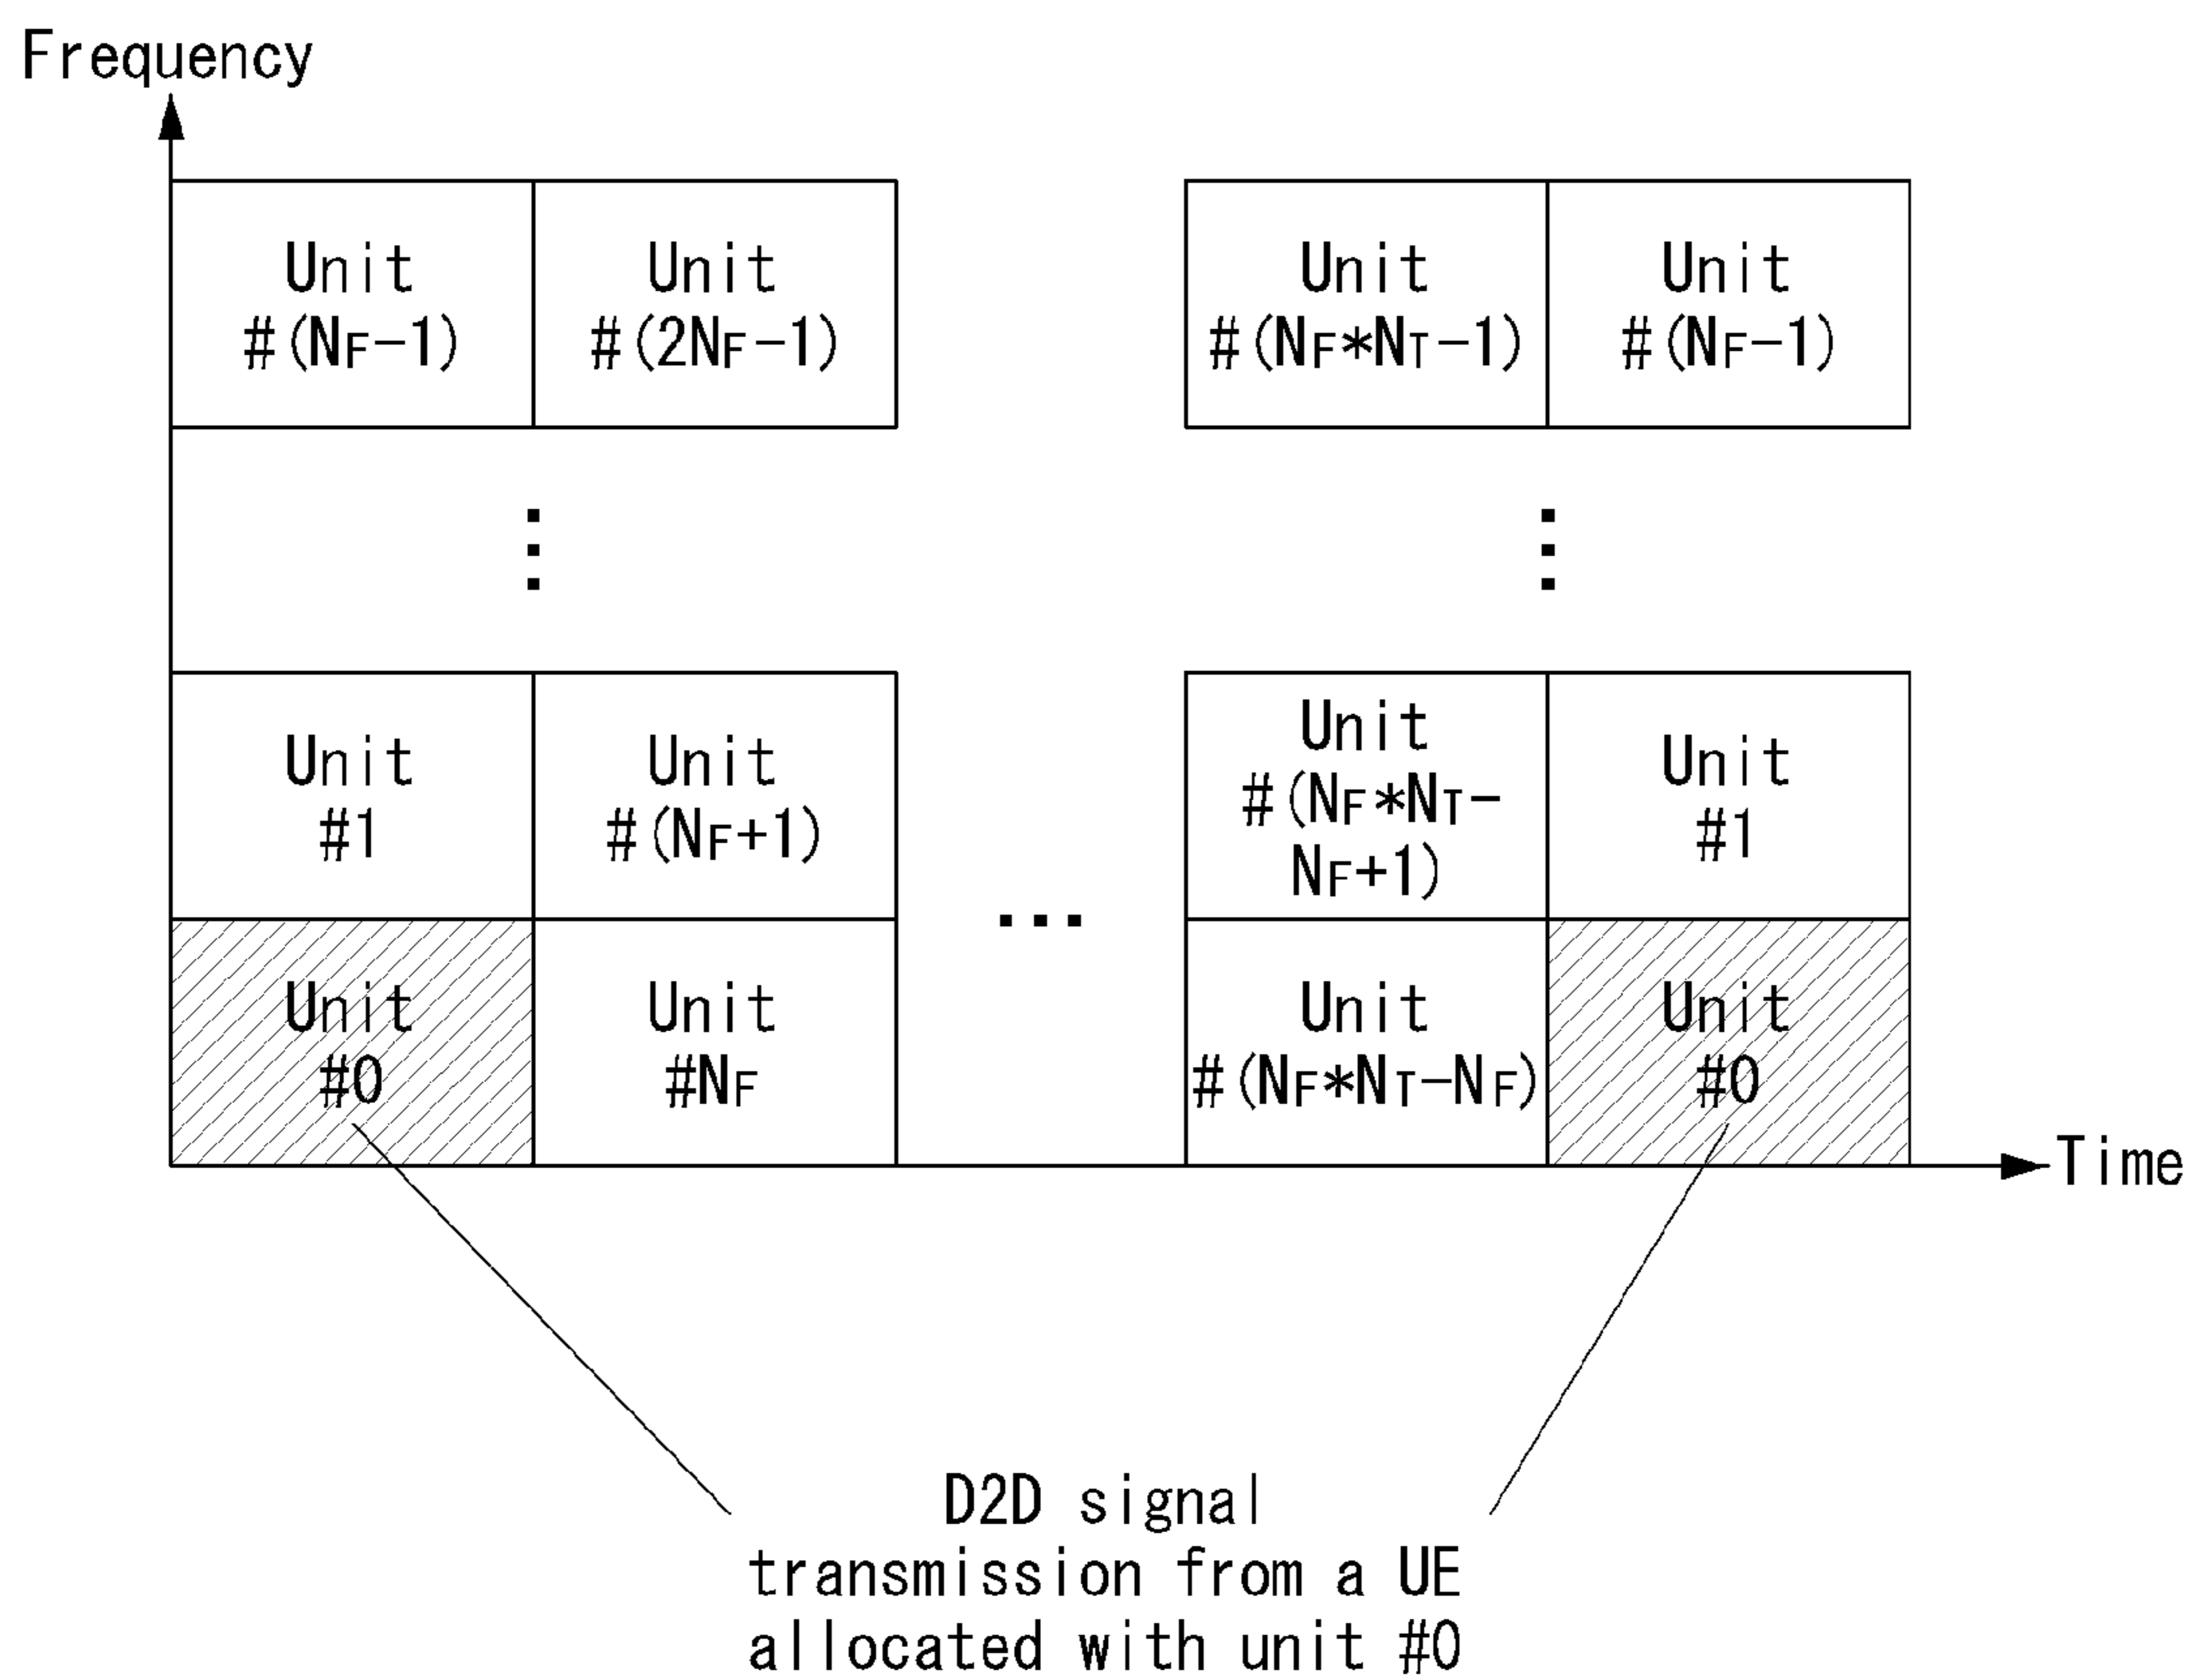 Frequency
Unit
#(NF-1)
Unit
#(2NF-1)
Unit
#(NF*NT-1)
Unit
#(NF-1)
Unit
#1
Unit
#(NF+1)
Unit
#(NF*NT-
NF+1)
Unit
#1
Unit
#0
Unit
#NF
...
Unit
#(NF*NT-NF)
Unit
#0
Time
D2D signal
transmission from a UE
allocated with unit #0